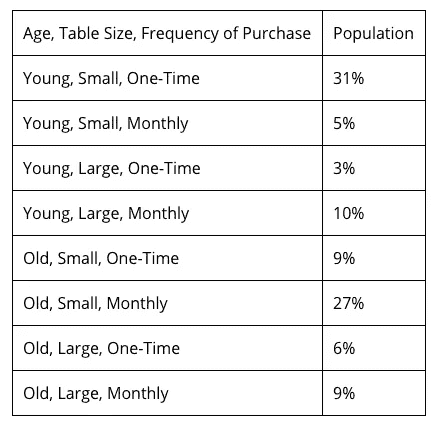 Age, Table Size, Frequency of Purchase Population
Young, Small, One-Time 31%
Young, Small, Monthly 5%
Young, Large, One-Time 3%
Young, Large, Monthly 10%
Old, Small, One-Time 9%
Old, Small, Monthly 27%
Old, Large, One-Time 6%
Old, Large, Monthly 9%